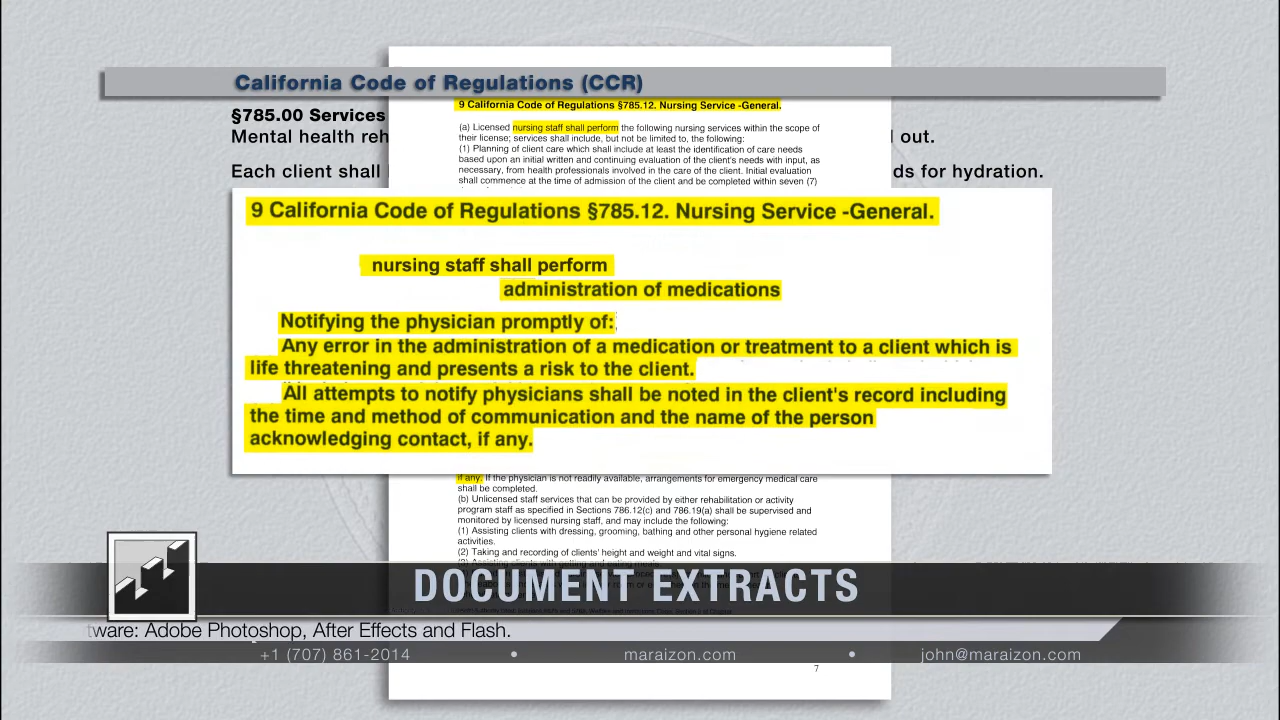 California Code of Regulations (CCR)
§785.00 Services
Mental health reh
l out.
Each client shall
ds for hydration.
9 California Code of Regulations §785.12. Nursing Service -General.
(a) Licensed nursing staff shall perform the following nursing services within the scope of
their license; services shall include, but not be limited to, the following:
(1) Planning of client care which shall include at least the identification of care needs
based upon an initial written and continuing evaluation of the client's needs with input, as
necessary, from health professionals involved in the care of the client. Initial evaluation
shall commence at the time of admission of the client and be completed within seven (7)
9 California Code of Regulations §785.12. Nursing Service -General.
nursing staff shall perform
administration of medications
Notifying the physician promptly of:
Any error in the administration of a medication or treatment to a client which is
life threatening and presents a risk to the client.
All attempts to notify physicians shall be noted in the client's record including
the time and method of communication and the name of the person
acknowledging contact, if any.
if any. If the physician is not readily available, arrangements for emergency medical care
shall be completed.
(b) Unlicensed staff services that can be provided by either rehabilitation or activity
program staff as specified in Sections 786.12(c) and 786.19(a) shall be supervised and
monitored by licensed nursing staff, and may include the following:
(1) Assisting clients with dressing, grooming, bathing and other personal hygiene related
activities.
(2) Taking and recording of clients' height and weight and vital signs.
(3) Assisting clients with getting and eating meals.
DOCUMENT EXTRACTS
tware: Adobe Photoshop, After Effects and Flash.
+1 (707) 861-2014 • maraizon.com • john@maraizon.com
7